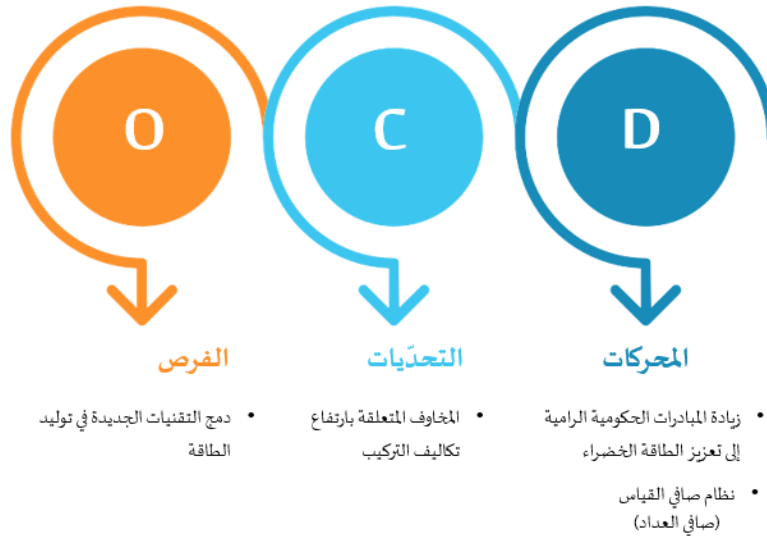 D
المحركات
زيادة المبادرات الحكومية الرامية
إلى تعزيز الطاقة الخضراء
نظام صافي القياس
(صافي العداد)
C
التحدّيات
المخاوف المتعلقة بارتفاع
تكاليف التركيب
O
الفرص
دمج التقنيات الجديدة في توليد
الطاقة